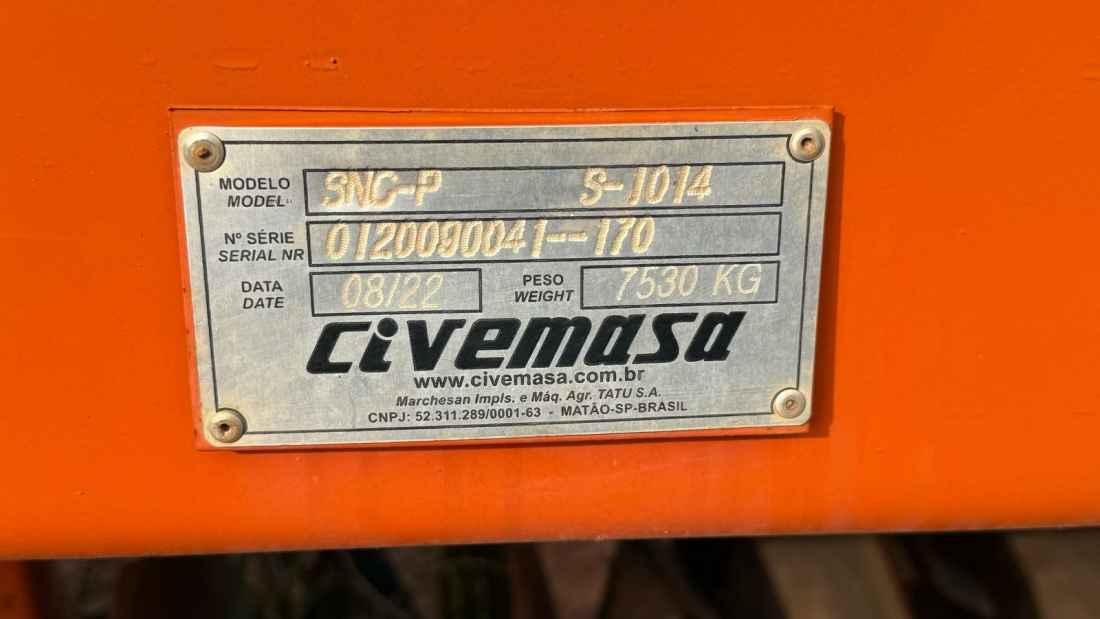 MODELO SNC-P S-1014
MODEL:
Nº SÉRIE 0120090041--170
SERIAL NR
DATA 08/22 PESO 7530 KG
DATE WEIGHT
civemasa
www.civemasa.com.br
Marchesan Impls. e Máq. Agr. TATU S.A.
CNPJ: 52.311.289/0001-63 - MATÃO-SP-BRASIL